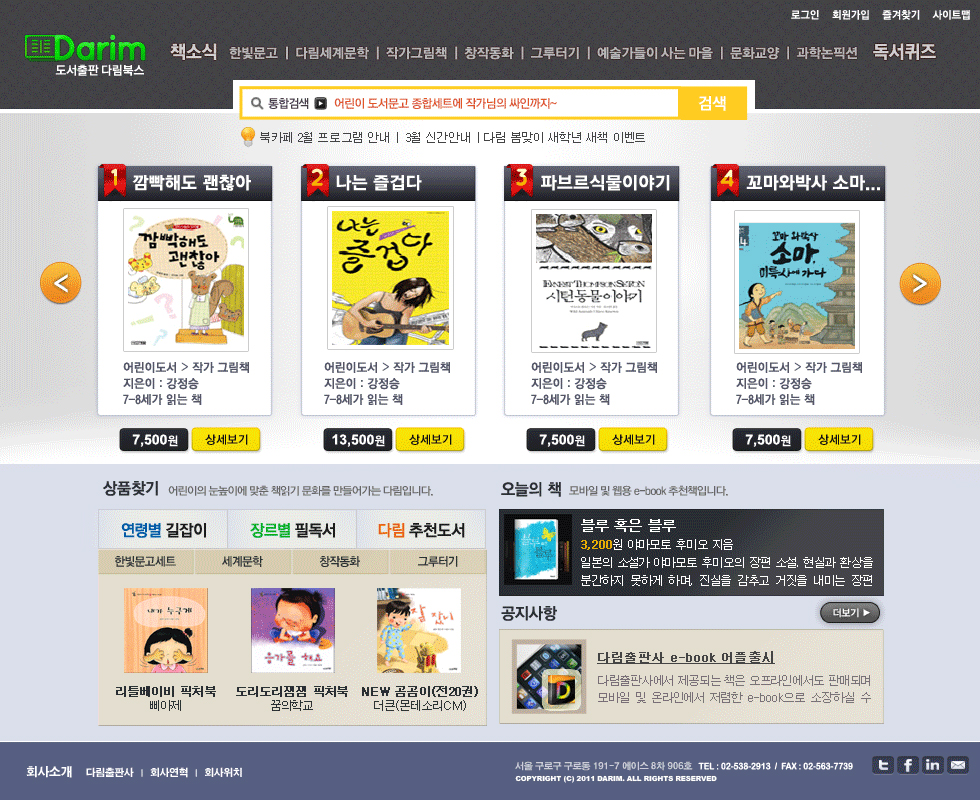 로그인 회원가입 즐겨찾기 사이트맵
Darim
도서출판 다림북스
책소식 한빛문고 | 다림세계문학 | 작가그림책 | 창작동화 | 그루터기 | 예술가들이 사는 마을 | 문화교양 | 과학논픽션 독서퀴즈
통합검색 어린이 도서문고 종합세트에 작가님의 싸인까지~ 검색
북카페 2월 프로그램 안내 | 3월 신간안내 | 다림 봄맞이 새학년 새책 이벤트
1 깜빡해도 괜찮아
2 나는 즐겁다
3 파브르식물이야기
4 꼬마와박사 소마...
깜빡해도 괜찮아
나는 즐겁다
ERNEST THOMPSON SETON
시턴동물이야기
꼬마 와박사
소마,
미륵사에 가다
<
>
어린이도서 > 작가 그림책
지은이 : 강정승
7-8세가 읽는 책
어린이도서 > 작가 그림책
지은이 : 강정승
7-8세가 읽는 책
어린이도서 > 작가 그림책
지은이 : 강정승
7-8세가 읽는 책
어린이도서 > 작가 그림책
지은이 : 강정승
7-8세가 읽는 책
7,500원 상세보기
13,500원 상세보기
7,500원 상세보기
7,500원 상세보기
상품찾기 어린이의 눈높이에 맞춘 책읽기 문화를 만들어가는 다림입니다.
연령별 길잡이 장르별 필독서 다림 추천도서
한빛문고세트 세계문학 창작동화 그루터기
내가 누구게
응가를 해요
잠 잤니
리틀베이비 픽처북
삐아제
도리도리잼잼 픽처북
꿈의학교
NEW 곰곰이(전20권)
더큰(몬테소리CM)
오늘의 책 모바일 및 웹용 e-book 추천책입니다.
블루 혹은 블루
3,200원 야마모토 후미오 지음
일본의 소설가 야마모토 후미오의 장편 소설. 현실과 환상을
분간하지 못하게 하며, 진실을 감추고 거짓을 내미는 장편
공지사항 더보기
다림출판사 e-book 어플출시
다림출판사에서 제공되는 책은 오프라인에서도 판매되며
모바일 및 온라인에서 저렴한 e-book으로 소장하실 수
회사소개 다림출판사 | 회사연혁 | 회사위치
서울 구로구 구로동 191-7 에이스 8차 906호 TEL : 02-538-2913 / FAX : 02-563-7739
COPYRIGHT (C) 2011 DARIM. ALL RIGHTS RESERVED